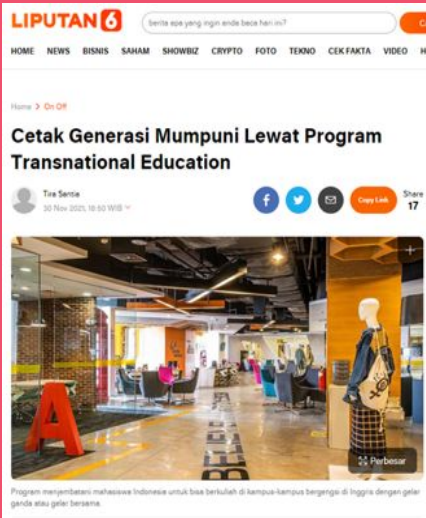 LIPUTAN 6
berita apa yang ingin anda baca hari ini?
HOME NEWS BISNIS SAHAM SHOWBIZ CRYPTO FOTO TEKNO CEK FAKTA VIDEO
Home > On Off
Cetak Generasi Mumpuni Lewat Program
Transnational Education
Tira Santia
30 Nov 2021, 18:50 WIB
Copy Link
Share
17
A
Perbesar
Program menjembatani mahasiswa Indonesia untuk bisa berkuliah di kampus-kampus bergengsi di Inggris dengan gelar
ganda atau gelar bersama.